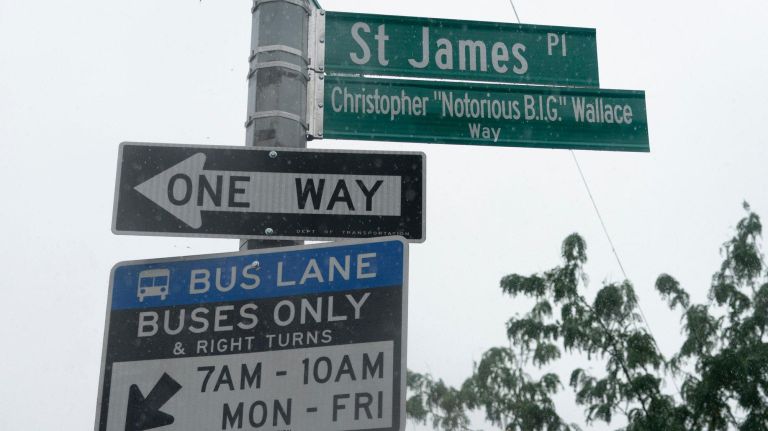 St James Pl
Christopher "Notorious B.I.G." Wallace
Way
ONE WAY
DEPT OF TRANSPORTATION
BUS LANE
BUSES ONLY
& RIGHT TURNS
7AM - 10AM
MON - FRI